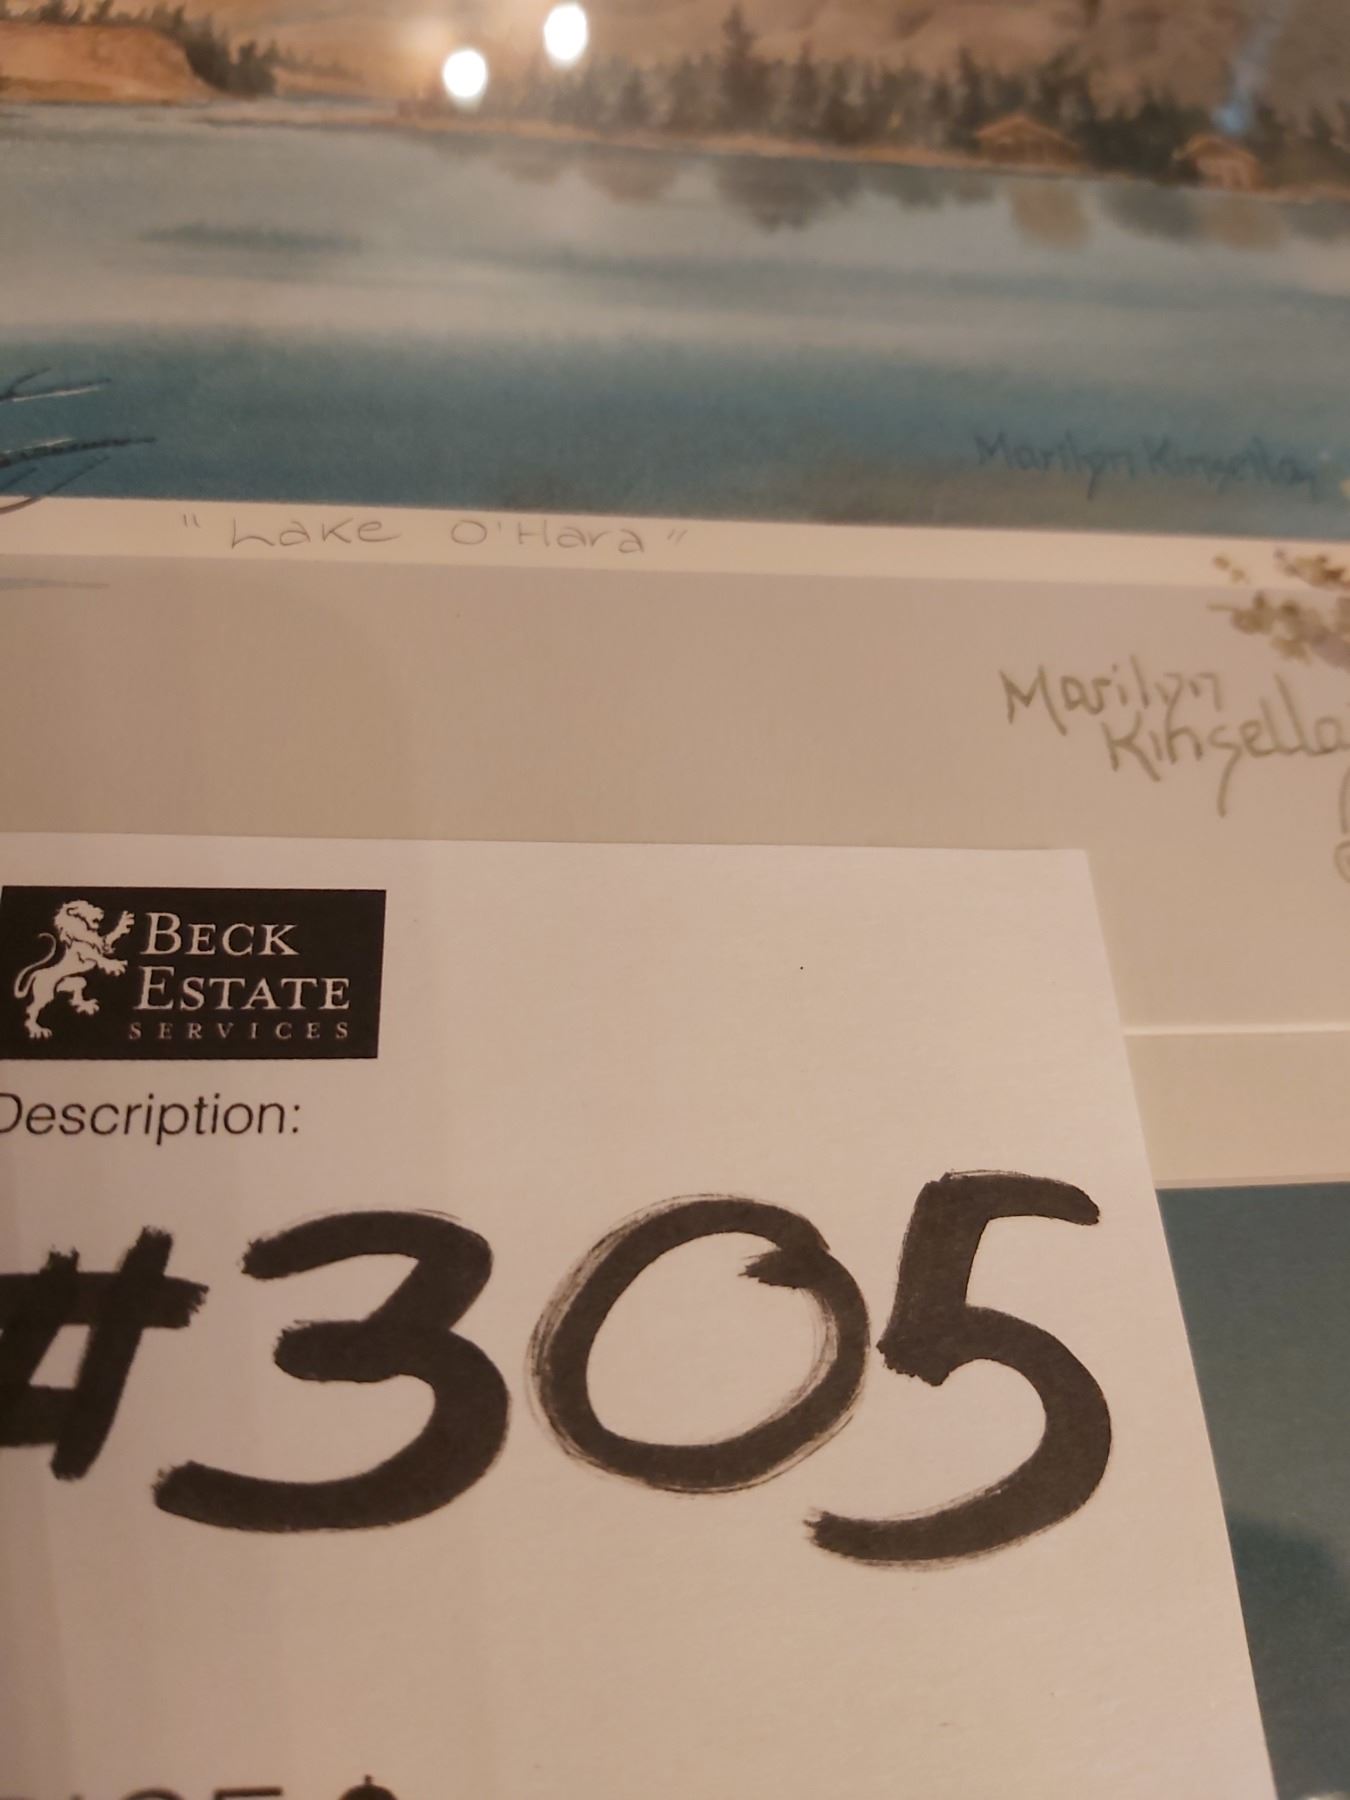 Marilyn Kinsella
" Lake O'Hara "
Marilyn
Kinsella
BECK
ESTATE
SERVICES
Description:
#305